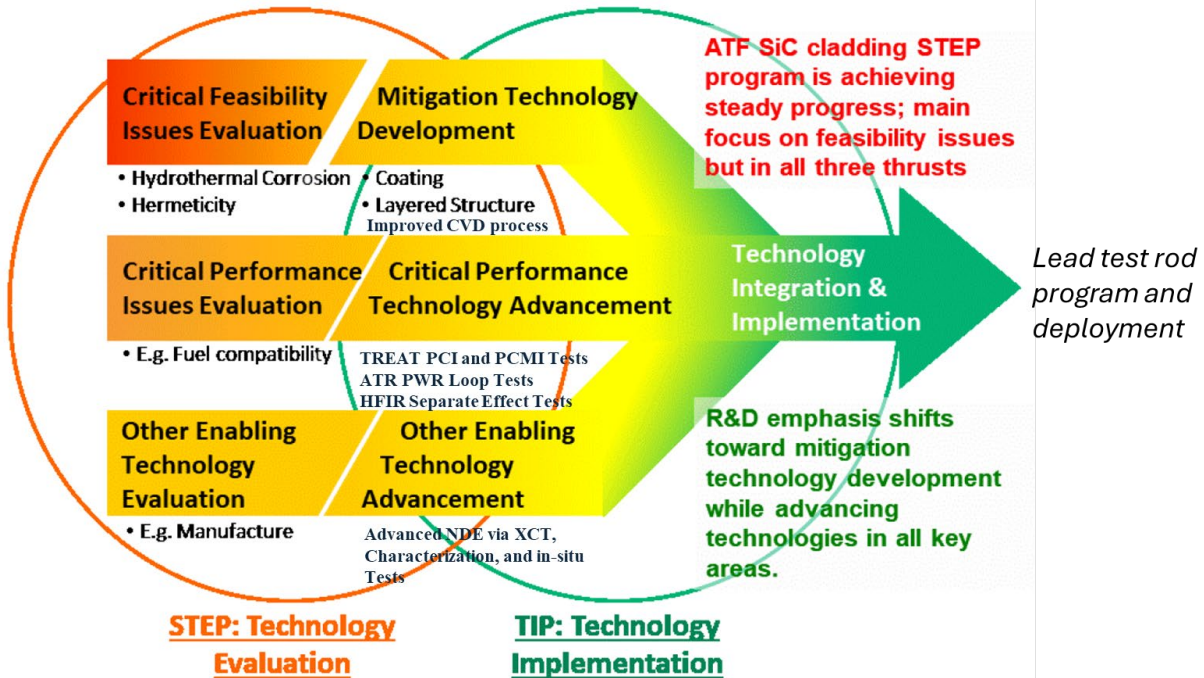 Critical Feasibility
Issues Evaluation
• Hydrothermal Corrosion
• Hermeticity
Mitigation Technology
Development
• Coating
• Layered Structure
Improved CVD process
ATF SiC cladding STEP
program is achieving
steady progress; main
focus on feasibility issues
but in all three thrusts
Critical Performance
Issues Evaluation
• E.g. Fuel compatibility
Critical Performance
Technology Advancement
TREAT PCI and PCMI Tests
ATR PWR Loop Tests
HFIR Separate Effect Tests
Technology
Integration &
Implementation
Lead test rod
program and
deployment
Other Enabling
Technology
Evaluation
• E.g. Manufacture
Other Enabling
Technology
Advancement
Advanced NDE via XCT,
Characterization, and in-situ
Tests
R&D emphasis shifts
toward mitigation
technology development
while advancing
technologies in all key
areas.
STEP: Technology
Evaluation
TIP: Technology
Implementation